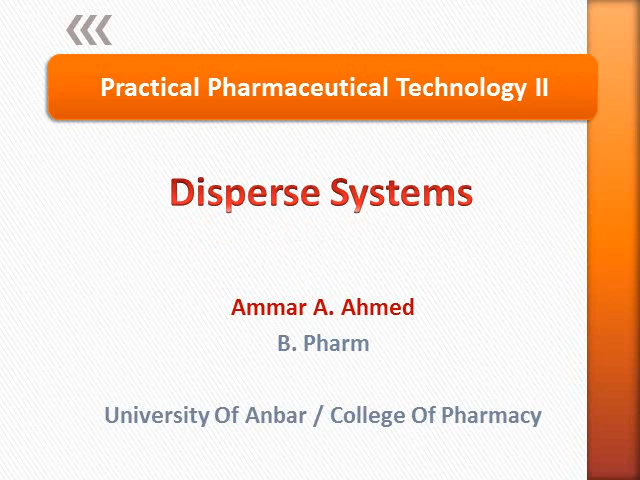 Practical Pharmaceutical Technology II
Disperse Systems
Ammar A. Ahmed
B. Pharm
University Of Anbar / College Of Pharmacy